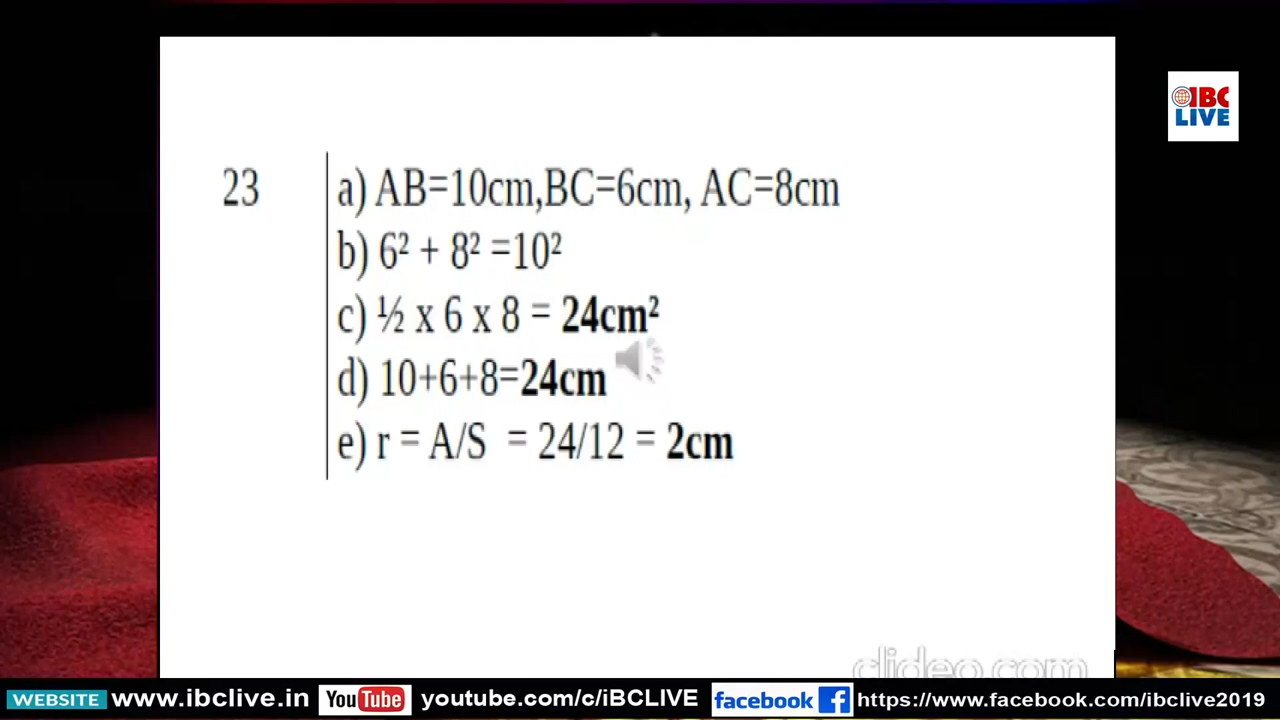 IBC
LIVE
23
a) AB=10cm,BC=6cm, AC=8cm
b) 6² + 8² =10²
c) ½ x 6 x 8 = 24cm²
d) 10+6+8=24cm
e) r = A/S = 24/12 = 2cm
clideo.com
WEBSITE www.ibclive.in YouTube youtube.com/c/iBCLIVE facebook f https://www.facebook.com/ibclive2019